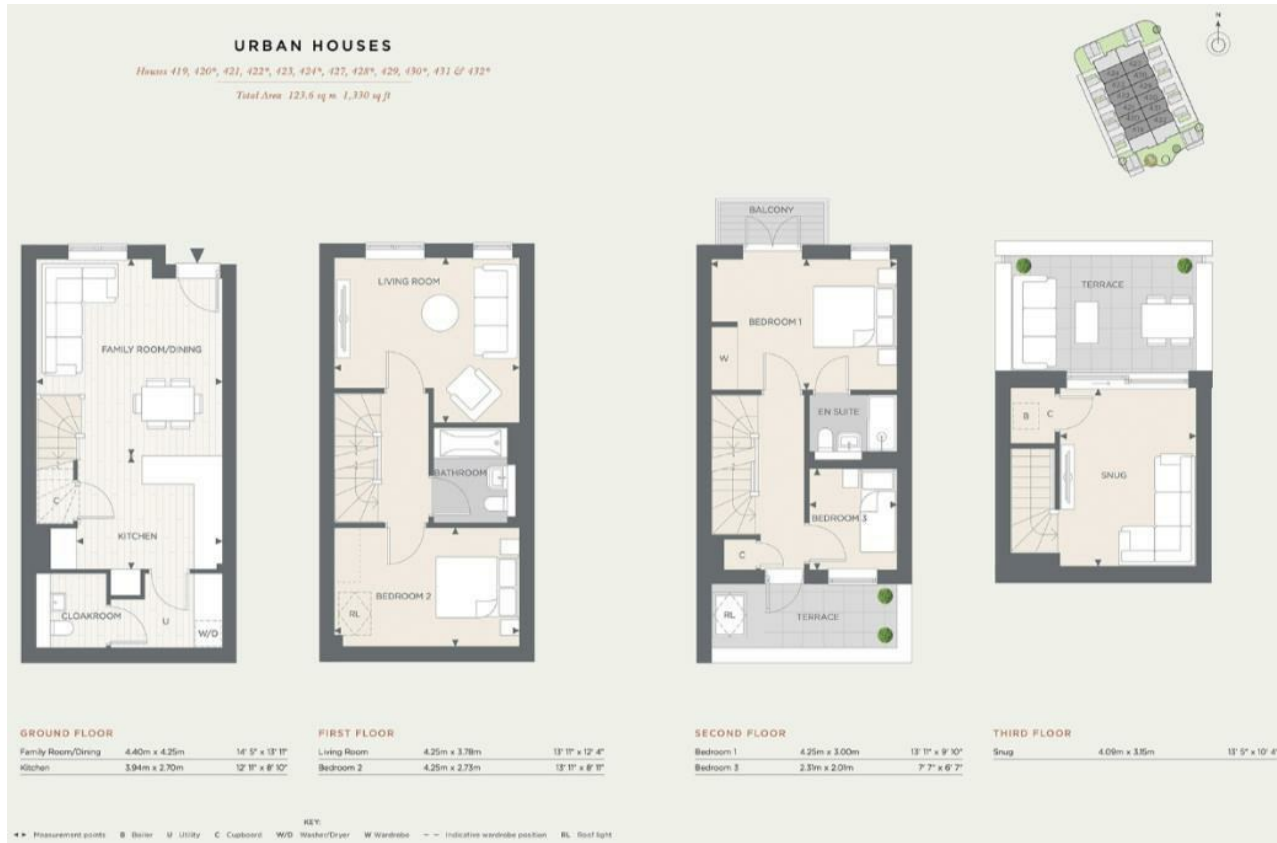 URBAN HOUSES
Houses 419, 420*, 421, 422*, 423, 424*, 427, 428*, 429, 430*, 431 & 432*
Total Area 123.6 sq m 1,330 sq ft
N
BALCONY
LIVING ROOM
TERRACE
FAMILY ROOM/DINING
BEDROOM 1
W
EN SUITE
B
C
BATHROOM
SNUG
C
BEDROOM 3
KITCHEN
C
BEDROOM 2
CLOAKROOM
U
W/D
RL
RL
TERRACE
GROUND FLOOR
Family Room/Dining 4.40m x 4.25m 14' 5" x 13' 11"
Kitchen 3.94m x 2.70m 12' 11" x 8' 10"
FIRST FLOOR
Living Room 4.25m x 3.78m 13' 11" x 12' 4"
Bedroom 2 4.25m x 2.73m 13' 11" x 8' 11"
SECOND FLOOR
Bedroom 1 4.25m x 3.00m 13' 11" x 9' 10"
Bedroom 3 2.31m x 2.01m 7' 7" x 6' 7"
THIRD FLOOR
Snug 4.09m x 3.15m 13' 5" x 10' 4"
KEY:
◄► Measurement points B Boiler U Utility C Cupboard W/D Washer/Dryer W Wardrobe – – Indicative wardrobe position RL Roof light